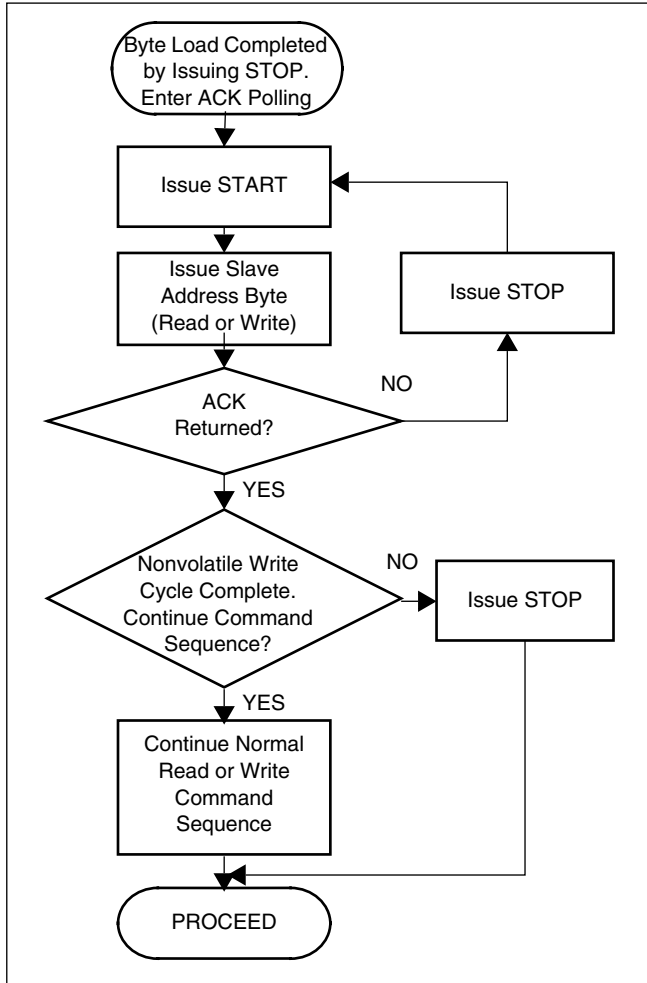 Byte Load Completed
by Issuing STOP.
Enter ACK Polling
Issue START
Issue Slave
Address Byte
(Read or Write)
Issue STOP
ACK
Returned?
NO
YES
Nonvolatile Write
Cycle Complete.
Continue Command
Sequence?
NO
Issue STOP
YES
Continue Normal
Read or Write
Command
Sequence
PROCEED